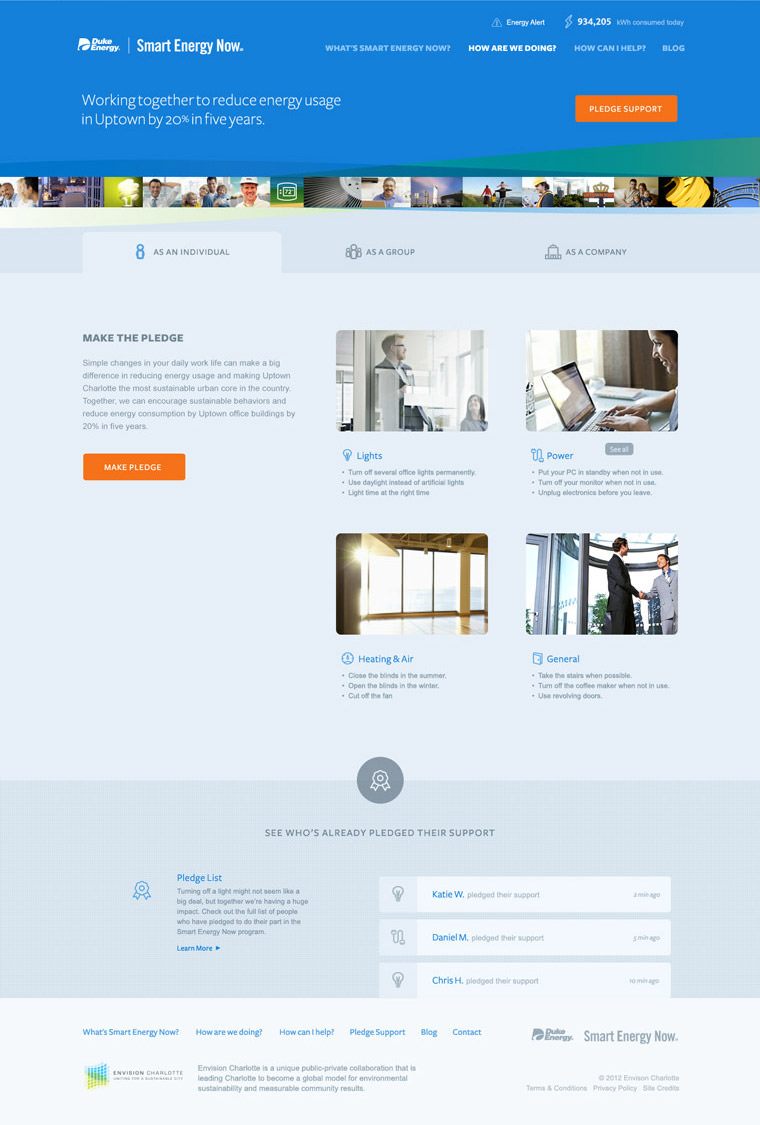 Energy Alert
934,205 kWh consumed today
Duke Energy. Smart Energy Now.
WHAT'S SMART ENERGY NOW? HOW ARE WE DOING? HOW CAN I HELP? BLOG
Working together to reduce energy usage
in Uptown by 20% in five years.
PLEDGE SUPPORT
72
AS AN INDIVIDUAL
AS A GROUP
AS A COMPANY
MAKE THE PLEDGE
Simple changes in your daily work life can make a big
difference in reducing energy usage and making Uptown
Charlotte the most sustainable urban core in the country.
Together, we can encourage sustainable behaviors and
reduce energy consumption by Uptown office buildings by
20% in five years.
MAKE PLEDGE
Lights
• Turn off several office lights permanently.
• Use daylight instead of artificial lights
• Light time at the right time
Power
See all
• Put your PC in standby when not in use.
• Turn off your monitor when not in use.
• Unplug electronics before you leave.
Heating & Air
• Close the blinds in the summer.
• Open the blinds in the winter.
• Cut off the fan
General
• Take the stairs when possible.
• Turn off the coffee maker when not in use.
• Use revolving doors.
SEE WHO'S ALREADY PLEDGED THEIR SUPPORT
Pledge List
Turning off a light might not seem like a
big deal, but together we're having a huge
impact. Check out the full list of people
who have pledged to do their part in the
Smart Energy Now program.
Learn More ►
Katie W. pledged their support 2 min ago
Daniel M. pledged their support 5 min ago
Chris H. pledged their support 10 min ago
What's Smart Energy Now? How are we doing? How can I help? Pledge Support Blog Contact
Duke Energy. Smart Energy Now.
ENVISION CHARLOTTE
UNITING FOR A SUSTAINABLE CITY
Envision Charlotte is a unique public-private collaboration that is
leading Charlotte to become a global model for environmental
sustainability and measurable community results.
© 2012 Envison Charlotte
Terms & Conditions Privacy Policy Site Credits